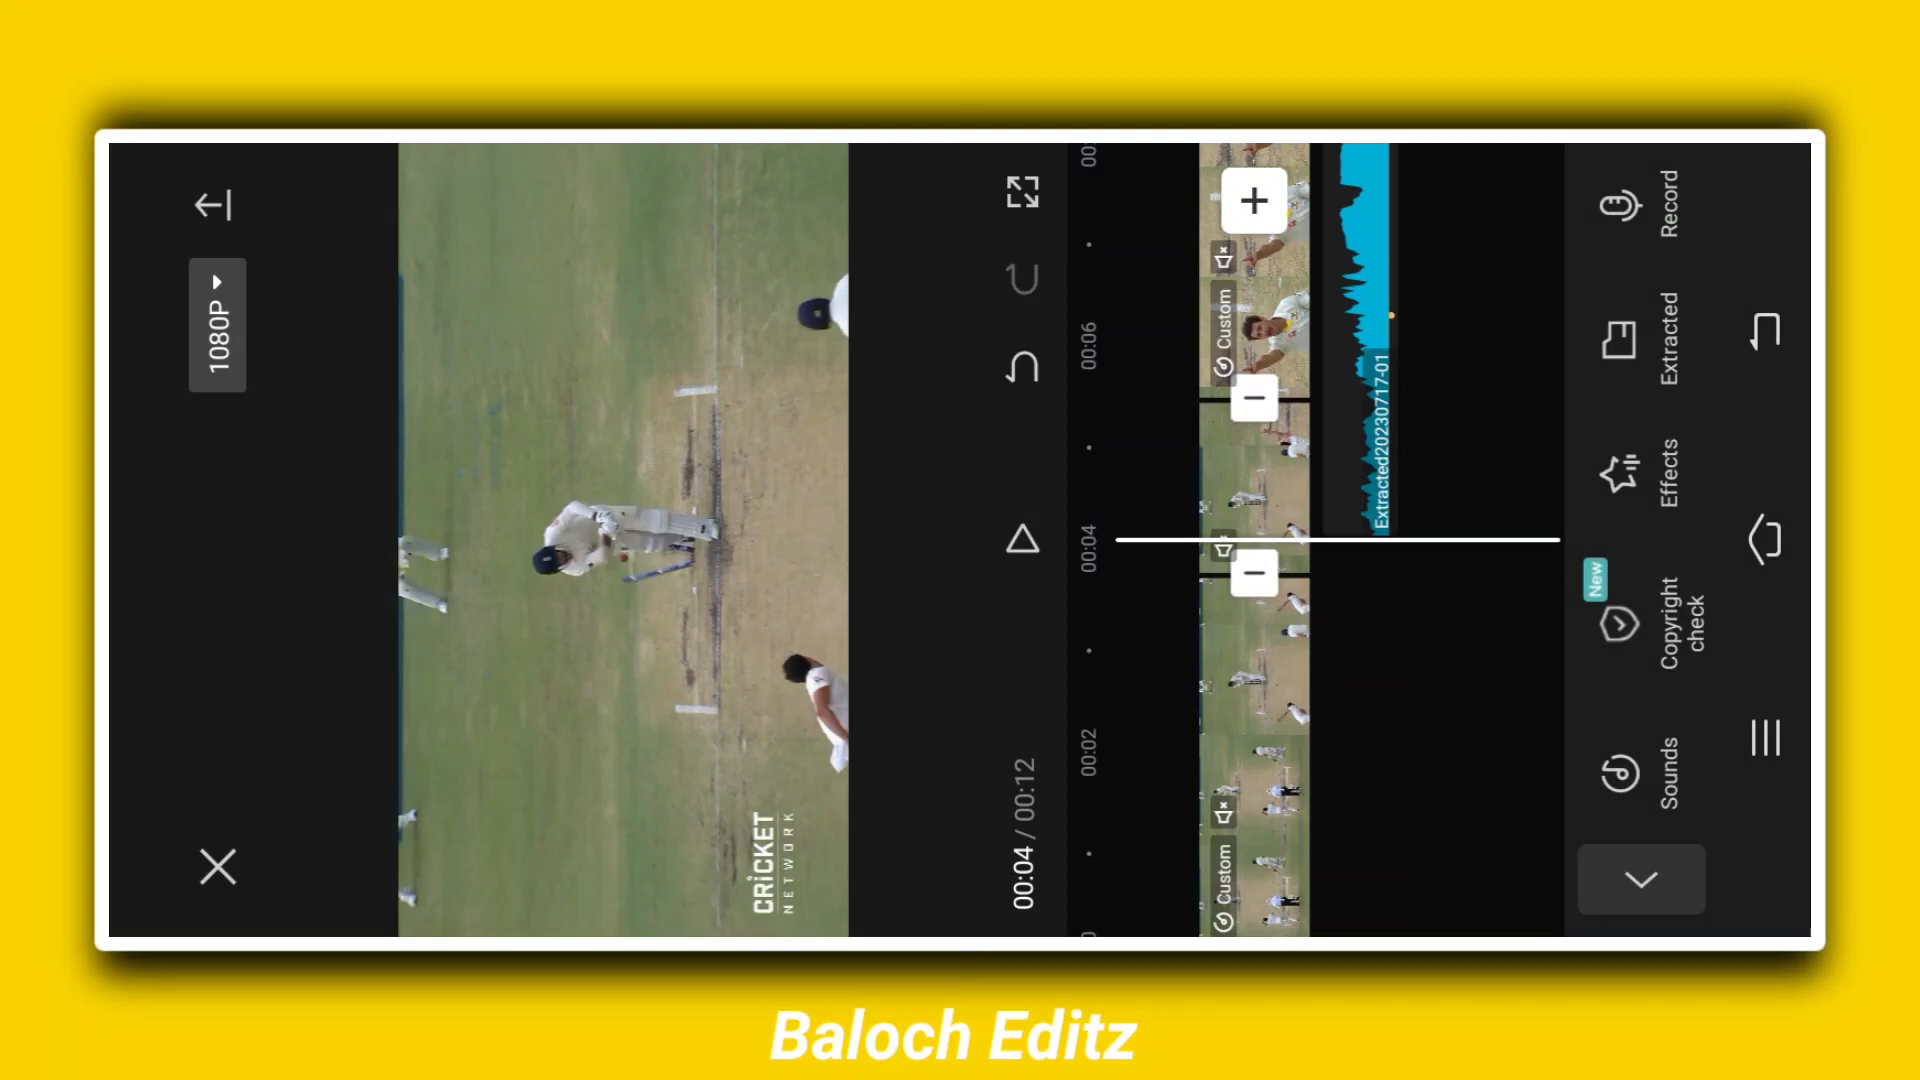 1080P
CRiCKET
NETWORK
00:04 / 00:12
00:02
00:04
00:06
00:
Custom
Custom
Extracted20230717-01
Sounds
New
Copyright
check
Effects
Extracted
Record
Baloch Editz